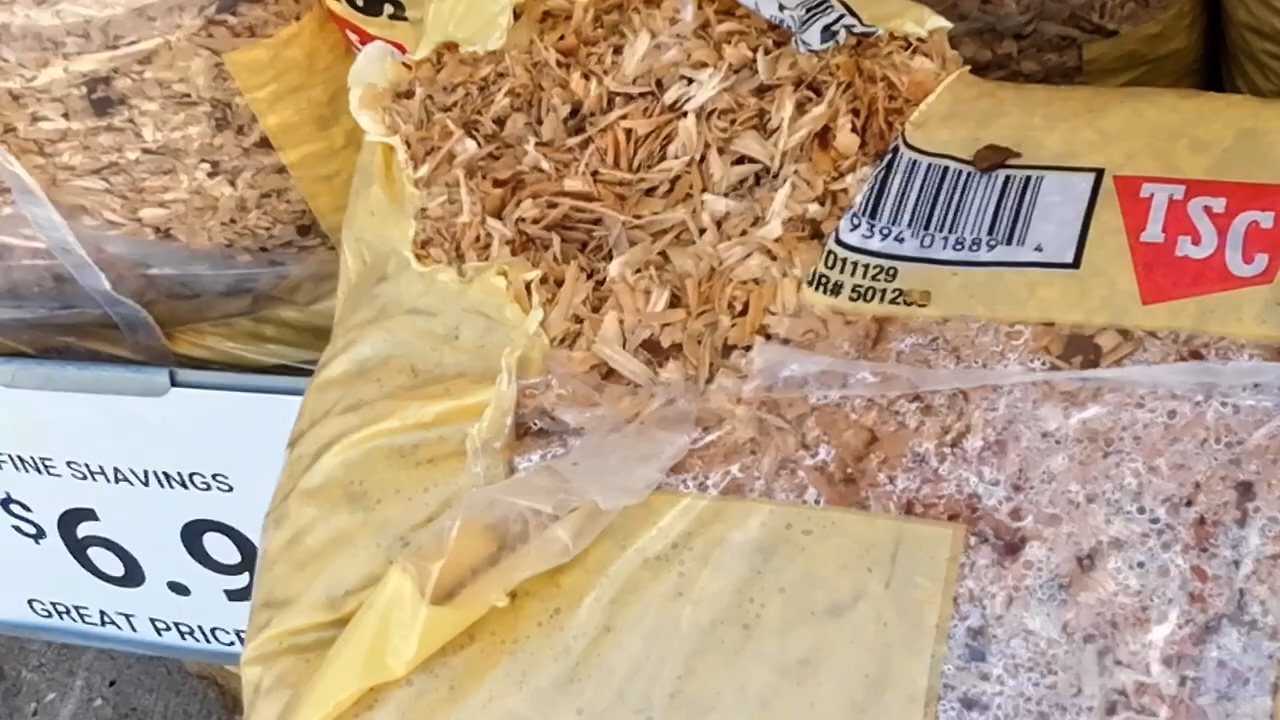 TSC
9394 01889 4
011129
FINE SHAVINGS
$6.9
GREAT PRICE